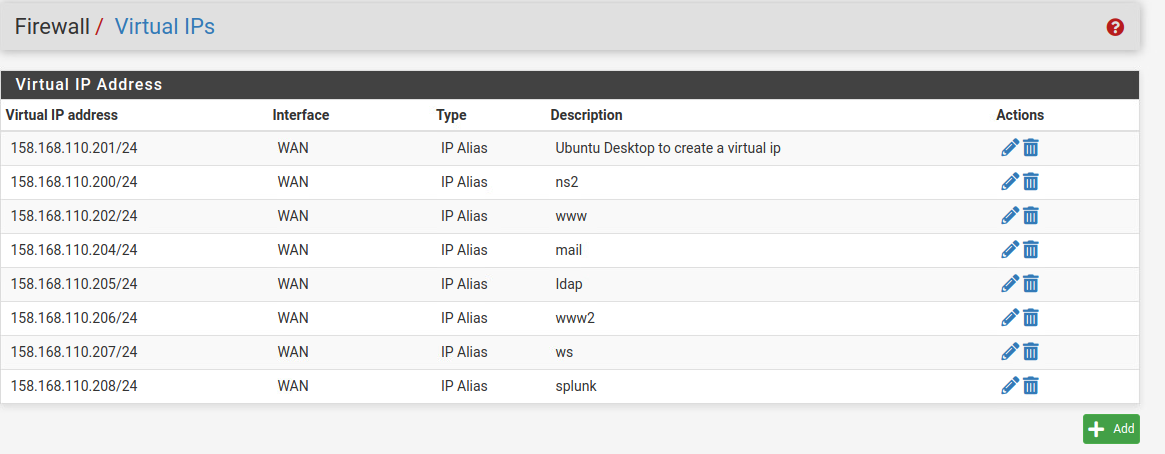 Firewall / Virtual IPs
Virtual IP Address
Virtual IP address Interface Type Description Actions
158.168.110.201/24 WAN IP Alias Ubuntu Desktop to create a virtual ip
158.168.110.200/24 WAN IP Alias ns2
158.168.110.202/24 WAN IP Alias www
158.168.110.204/24 WAN IP Alias mail
158.168.110.205/24 WAN IP Alias ldap
158.168.110.206/24 WAN IP Alias www2
158.168.110.207/24 WAN IP Alias ws
158.168.110.208/24 WAN IP Alias splunk
Add